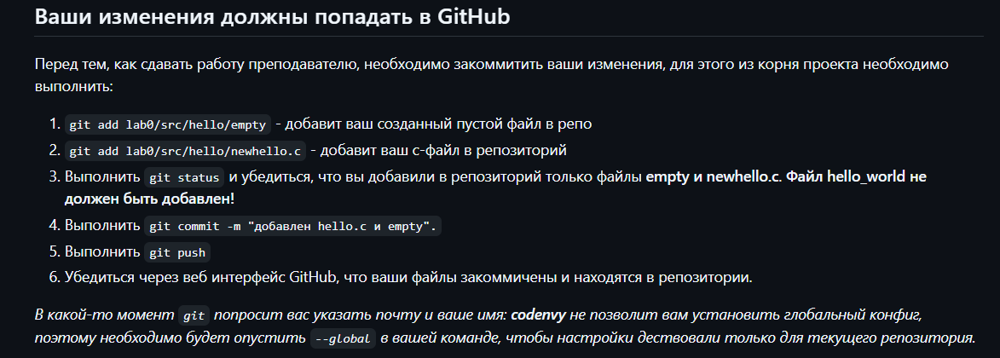 Ваши изменения должны попадать в GitHub
Перед тем, как сдавать работу преподавателю, необходимо закоммитить ваши изменения, для этого из корня проекта необходимо
выполнить:
1. git add lab0/src/hello/empty - добавит ваш созданный пустой файл в репо
2. git add lab0/src/hello/newhello.c - добавит ваш с-файл в репозиторий
3. Выполнить git status и убедиться, что вы добавили в репозиторий только файлы empty и newhello.c. Файл hello_world не
должен быть добавлен!
4. Выполнить git commit -m "добавлен hello.c и empty".
5. Выполнить git push
6. Убедиться через веб интерфейс GitHub, что ваши файлы закоммичены и находятся в репозитории.
В какой-то момент git попросит вас указать почту и ваше имя: codenvy не позволит вам установить глобальный конфиг,
поэтому необходимо будет опустить --global в вашей команде, чтобы настройки дествовали только для текущего репозитория.